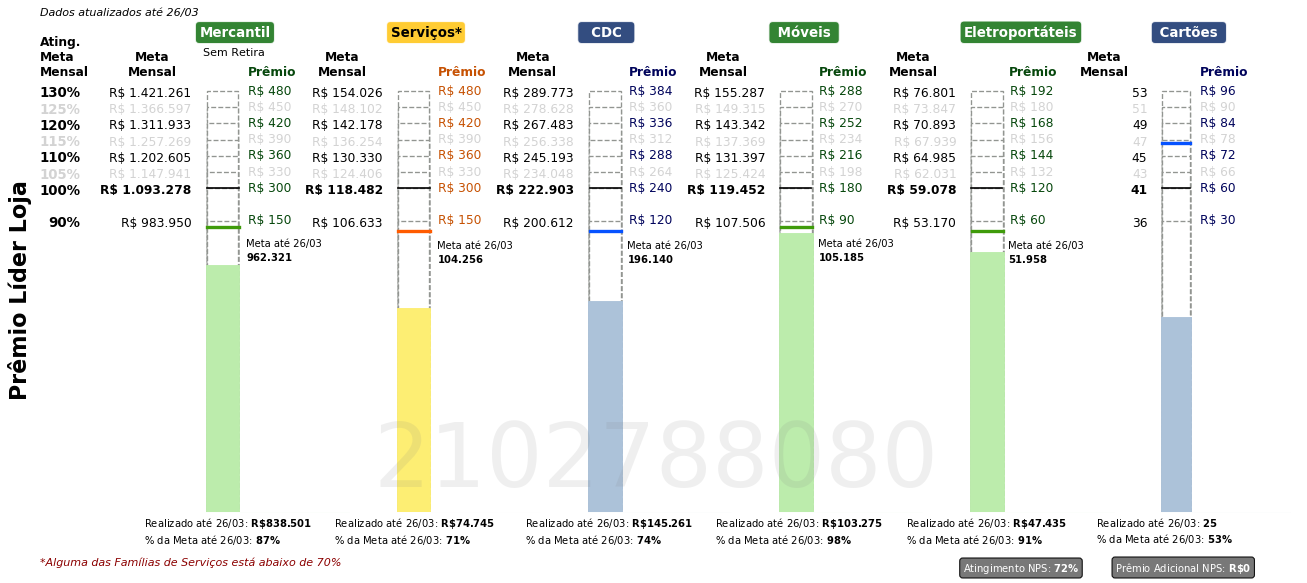 Dados atualizados até 26/03
Mercantil Serviços* CDC Móveis Eletroportáteis Cartões
Sem Retira
Ating. Meta Mensal
Meta Mensal Prêmio Meta Mensal Prêmio Meta Mensal Prêmio Meta Mensal Prêmio Meta Mensal Prêmio Meta Mensal Prêmio
130% R$ 1.421.261 R$ 480 R$ 154.026 R$ 480 R$ 289.773 R$ 384 R$ 155.287 R$ 288 R$ 76.801 R$ 192 53 R$ 96
125% R$ 1.366.597 R$ 450 R$ 148.102 R$ 450 R$ 278.628 R$ 360 R$ 149.315 R$ 270 R$ 73.847 R$ 180 51 R$ 90
120% R$ 1.311.933 R$ 420 R$ 142.178 R$ 420 R$ 267.483 R$ 336 R$ 143.342 R$ 252 R$ 70.893 R$ 168 49 R$ 84
115% R$ 1.257.269 R$ 390 R$ 136.254 R$ 390 R$ 256.338 R$ 312 R$ 137.369 R$ 234 R$ 67.939 R$ 156 47 R$ 78
110% R$ 1.202.605 R$ 360 R$ 130.330 R$ 360 R$ 245.193 R$ 288 R$ 131.397 R$ 216 R$ 64.985 R$ 144 45 R$ 72
105% R$ 1.147.941 R$ 330 R$ 124.406 R$ 330 R$ 234.048 R$ 264 R$ 125.424 R$ 198 R$ 62.031 R$ 132 43 R$ 66
100% R$ 1.093.278 R$ 300 R$ 118.482 R$ 300 R$ 222.903 R$ 240 R$ 119.452 R$ 180 R$ 59.078 R$ 120 41 R$ 60
90% R$ 983.950 R$ 150 R$ 106.633 R$ 150 R$ 200.612 R$ 120 R$ 107.506 R$ 90 R$ 53.170 R$ 60 36 R$ 30
Meta até 26/03 Meta até 26/03 Meta até 26/03 Meta até 26/03 Meta até 26/03
962.321 104.256 196.140 105.185 51.958
Prêmio Líder Loja
2102788080
Realizado até 26/03: R$838.501 Realizado até 26/03: R$74.745 Realizado até 26/03: R$145.261 Realizado até 26/03: R$103.275 Realizado até 26/03: R$47.435 Realizado até 26/03: 25
% da Meta até 26/03: 87% % da Meta até 26/03: 71% % da Meta até 26/03: 74% % da Meta até 26/03: 98% % da Meta até 26/03: 91% % da Meta até 26/03: 53%
*Alguma das Famílias de Serviços está abaixo de 70%
Atingimento NPS: 72% Prêmio Adicional NPS: R$0